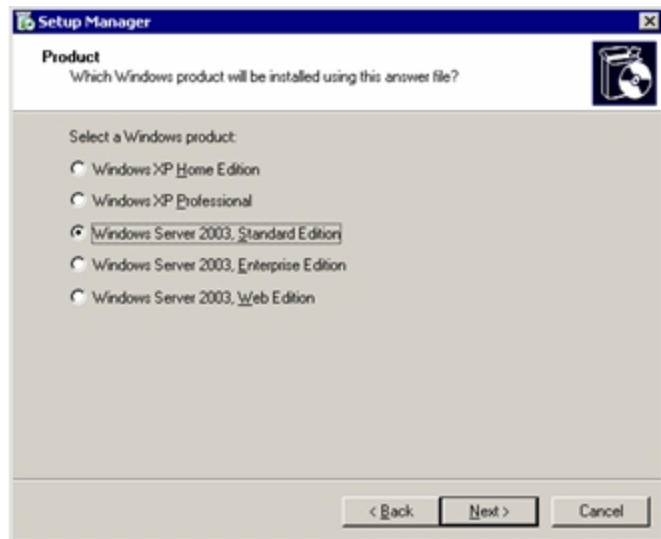 Setup Manager
Product
Which Windows product will be installed using this answer file?
Select a Windows product:
Windows XP Home Edition
Windows XP Professional
Windows Server 2003, Standard Edition
Windows Server 2003, Enterprise Edition
Windows Server 2003, Web Edition
< Back Next > Cancel